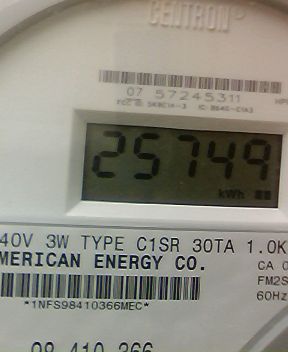 CENTRON
07 57245311
25749
kWh
40V 3W TYPE C1SR 30TA 1.0K
MERICAN ENERGY CO.
CA 0
FM2S
60Hz
*1NFS98410366MEC*
98 410 366